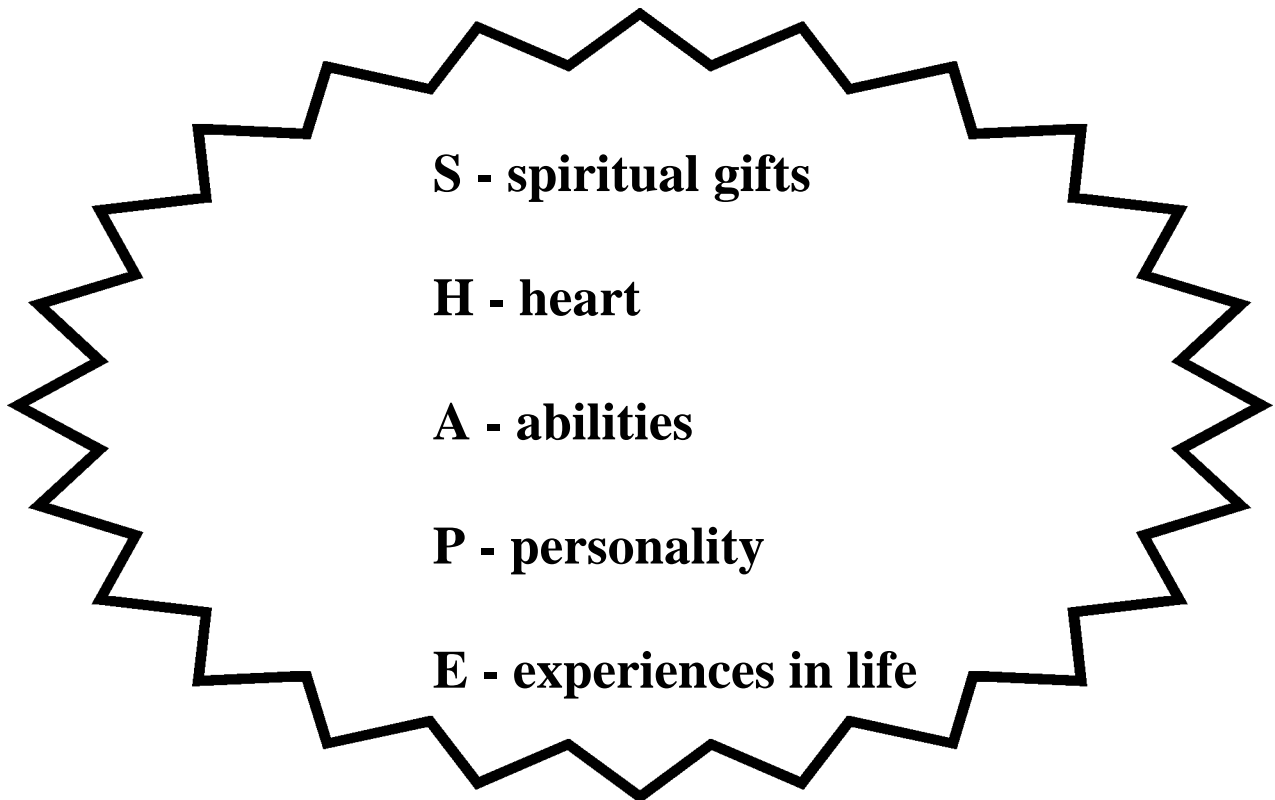 S - spiritual gifts
H - heart
A - abilities
P - personality
E - experiences in life